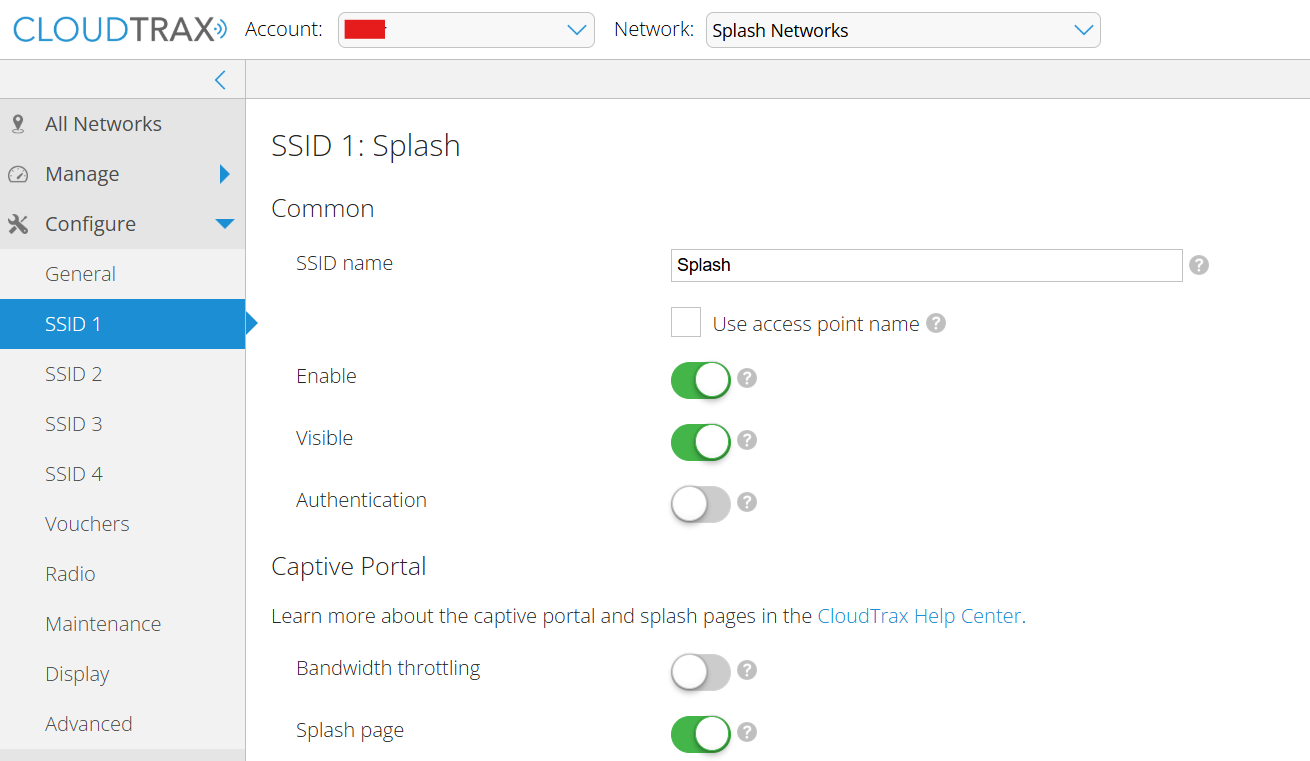 CLOUDTRAX Account: Network: Splash Networks
All Networks
Manage
Configure
General
SSID 1
SSID 2
SSID 3
SSID 4
Vouchers
Radio
Maintenance
Display
Advanced
SSID 1: Splash
Common
SSID name Splash ?
Use access point name ?
Enable ?
Visible ?
Authentication ?
Captive Portal
Learn more about the captive portal and splash pages in the CloudTrax Help Center.
Bandwidth throttling ?
Splash page ?